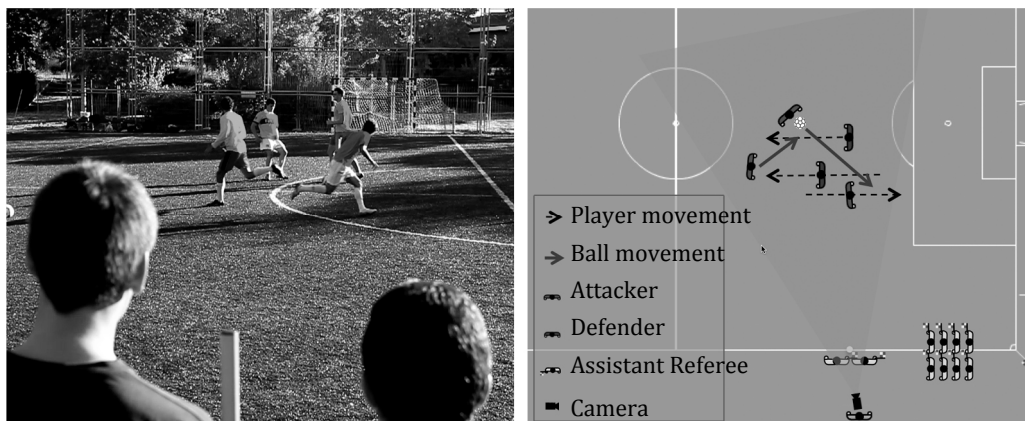 Player movement
Ball movement
Attacker
Defender
Assistant Referee
Camera